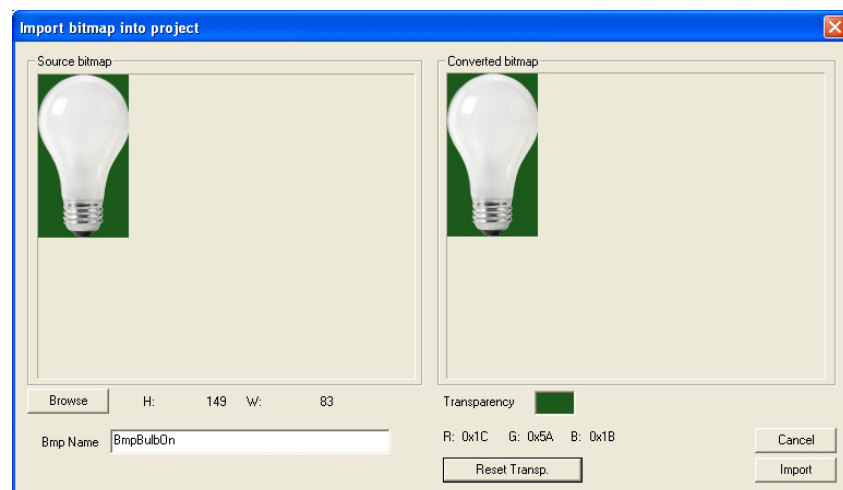 Import bitmap into project
Source bitmap
Converted bitmap
Browse H: 149 W: 83
Transparency
Bmp Name BmpBulbOn
R: 0x1C G: 0x5A B: 0x1B
Cancel
Reset Transp.
Import